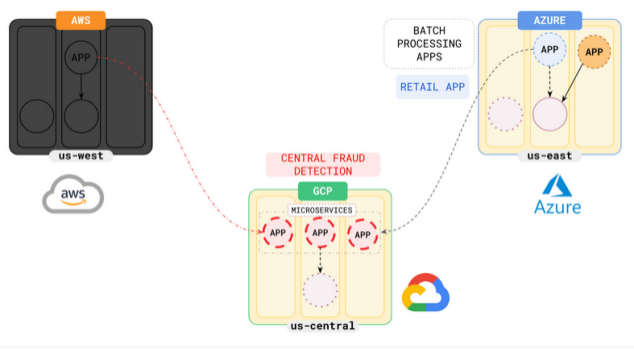 AWS
APP
us-west
aws
BATCH
PROCESSING
APPS
RETAIL APP
AZURE
APP
APP
us-east
Azure
CENTRAL FRAUD
DETECTION
GCP
MICROSERVICES
APP
APP
APP
us-central